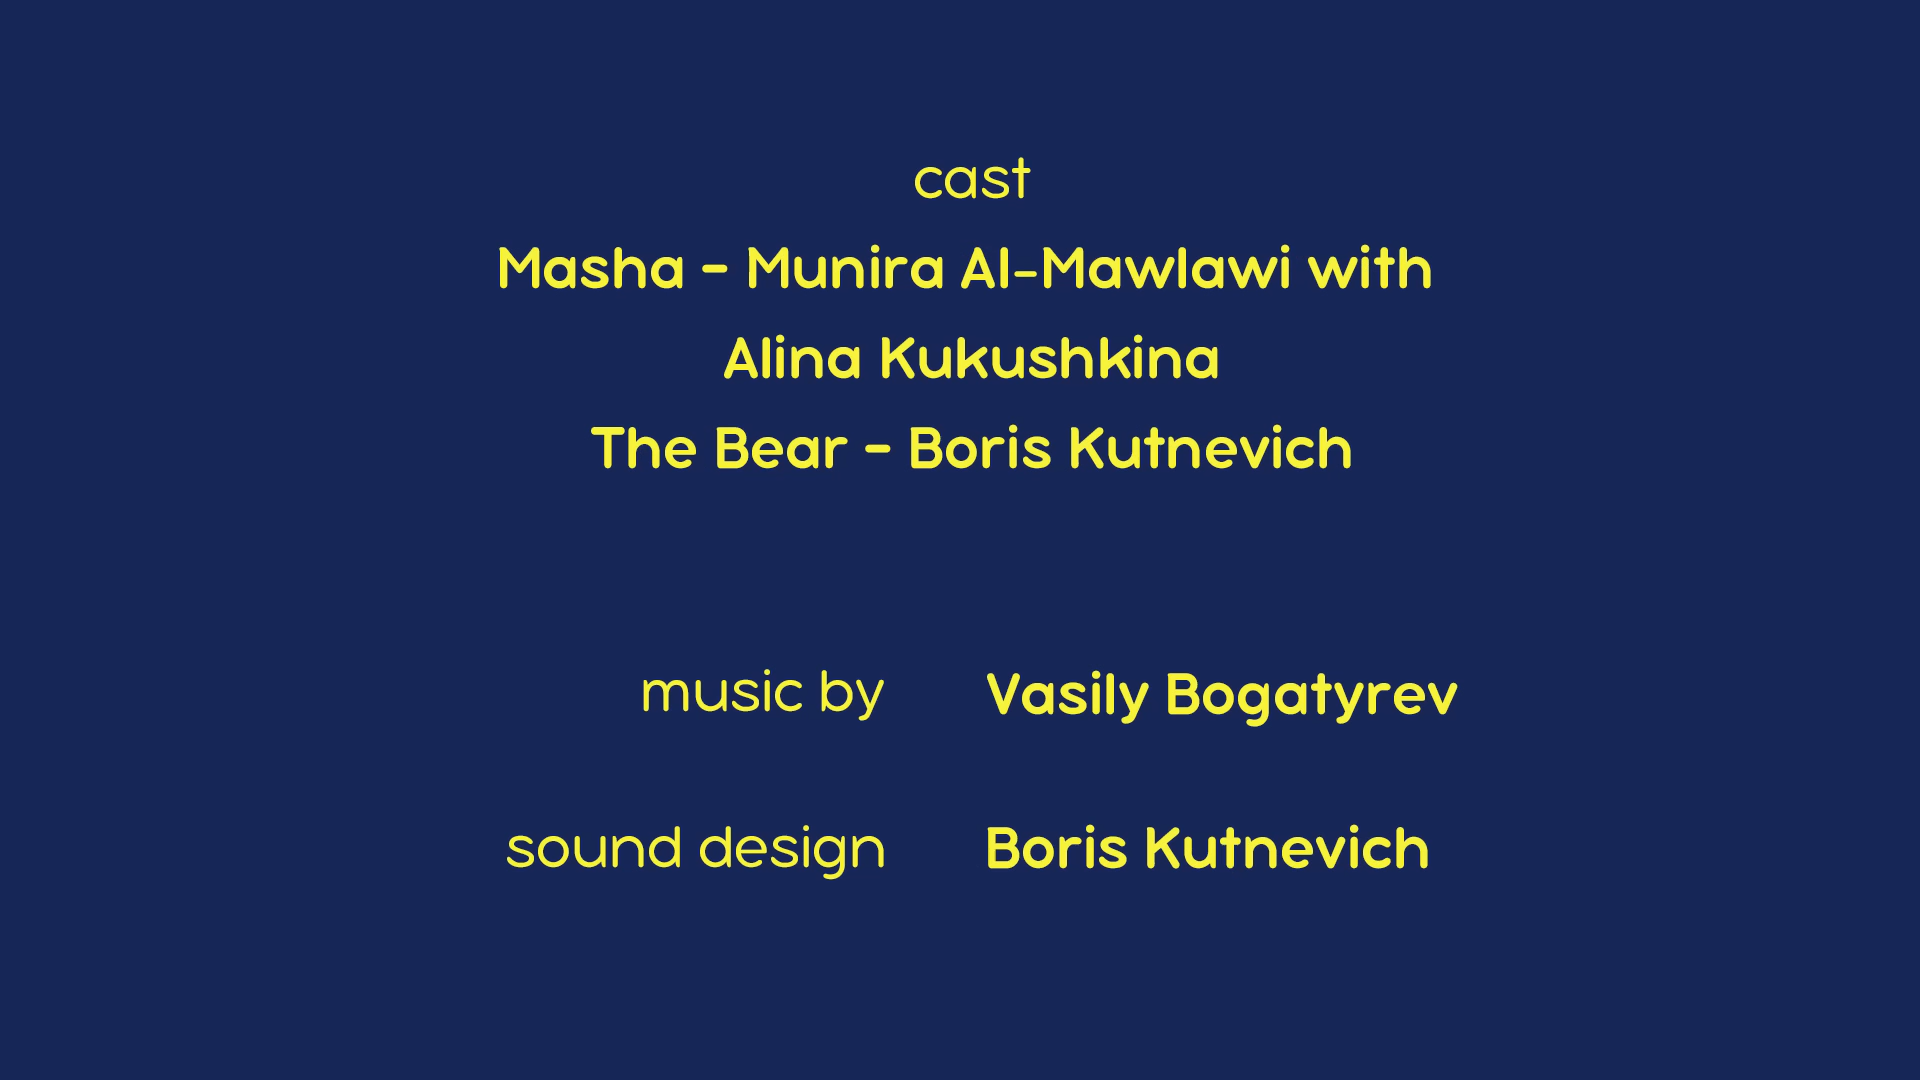 cast
Masha - Munira Al-Mawlawi with
Alina Kukushkina
The Bear - Boris Kutnevich
music by Vasily Bogatyrev
sound design Boris Kutnevich